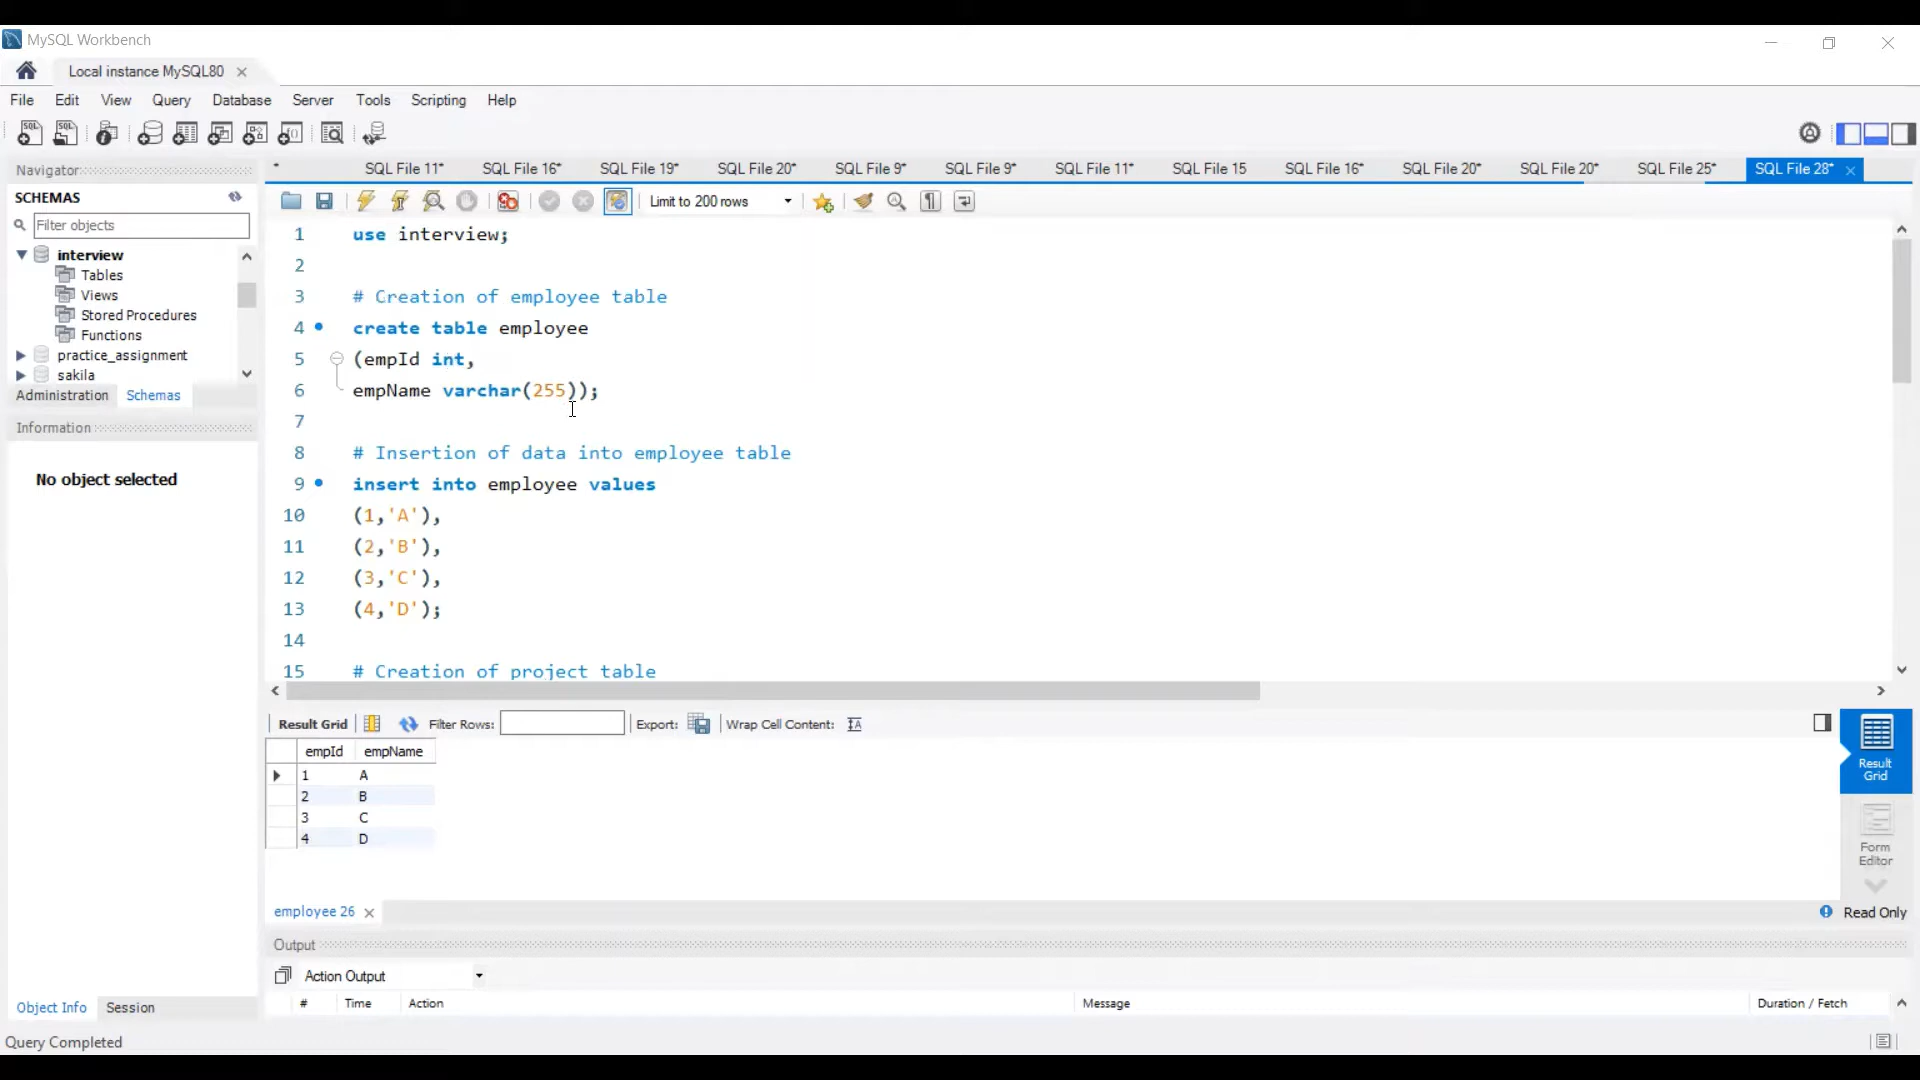 MySQL Workbench
Local instance MySQL80
File Edit View Query Database Server Tools Scripting Help
Navigator
SQL File 11* SQL File 16* SQL File 19* SQL File 20* SQL File 9* SQL File 9* SQL File 11* SQL File 15 SQL File 16* SQL File 20* SQL File 20* SQL File 25* SQL File 28*
SCHEMAS
Filter objects
interview
Tables
Views
Stored Procedures
Functions
practice_assignment
sakila
Administration Schemas
Information
No object selected
Object Info Session
Limit to 200 rows
1 use interview;
2
3 # Creation of employee table
4 create table employee
5 (empId int,
6 empName varchar(255));
7
8 # Insertion of data into employee table
9 insert into employee values
10 (1,'A'),
11 (2,'B'),
12 (3,'C'),
13 (4,'D');
14
15 # Creation of project table
Result Grid Filter Rows: Export: Wrap Cell Content:
empId empName
1 A
2 B
3 C
4 D
Result Grid
Form Editor
employee 26
Read Only
Output
Action Output
# Time Action Message Duration / Fetch
Query Completed